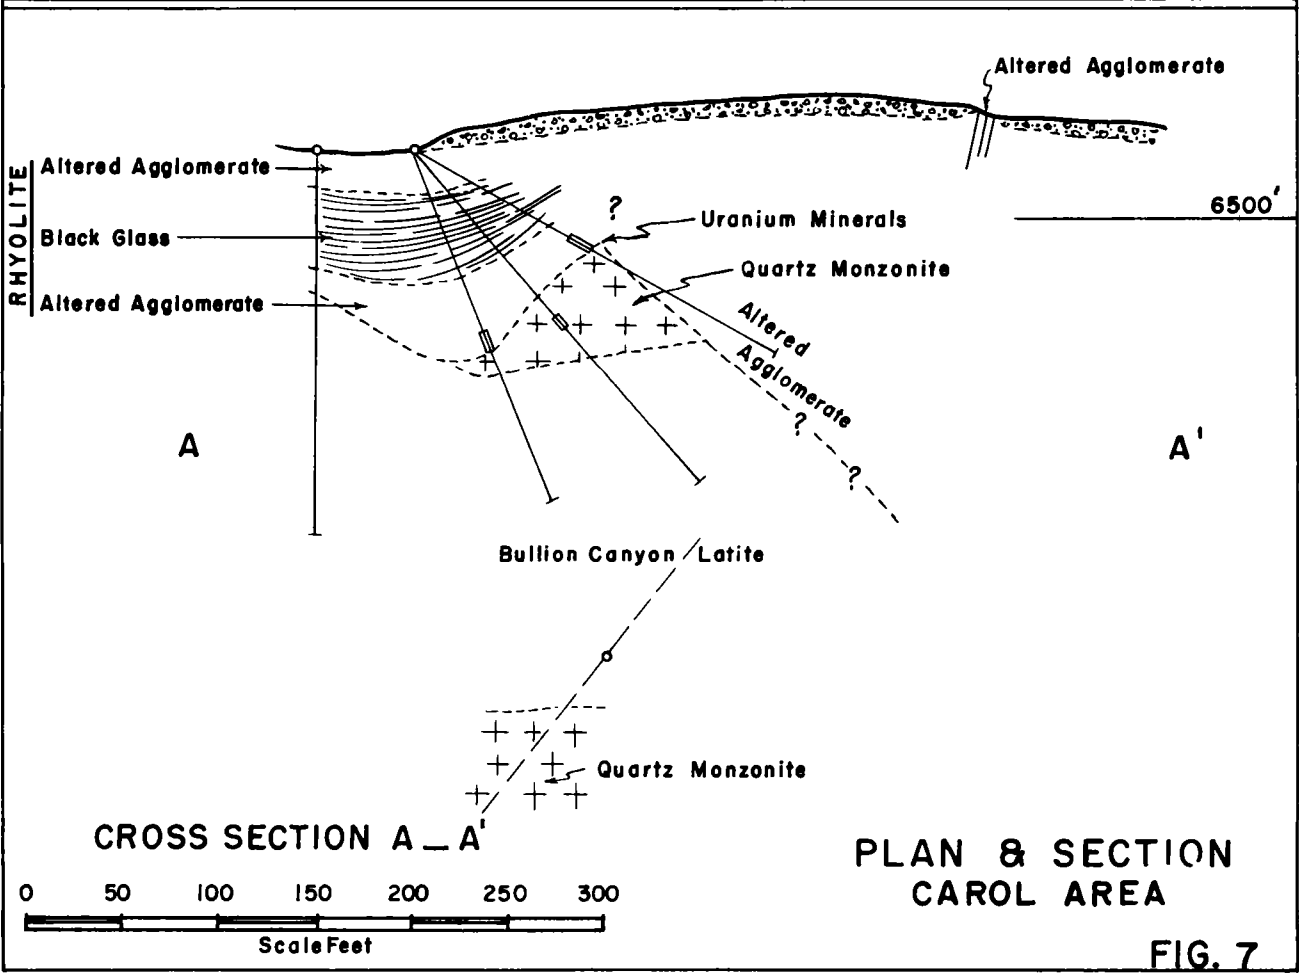 Altered Agglomerate
RHYOLITE
Altered Agglomerate
Black Glass
Altered Agglomerate
?
Uranium Minerals
6500'
Quartz Monzonite
Altered
Agglomerate
?
?
A
A'
Bullion Canyon Latite
Quartz Monzonite
CROSS SECTION A _ A'
0 50 100 150 200 250 300
Scale Feet
PLAN & SECTION
CAROL AREA
FIG. 7